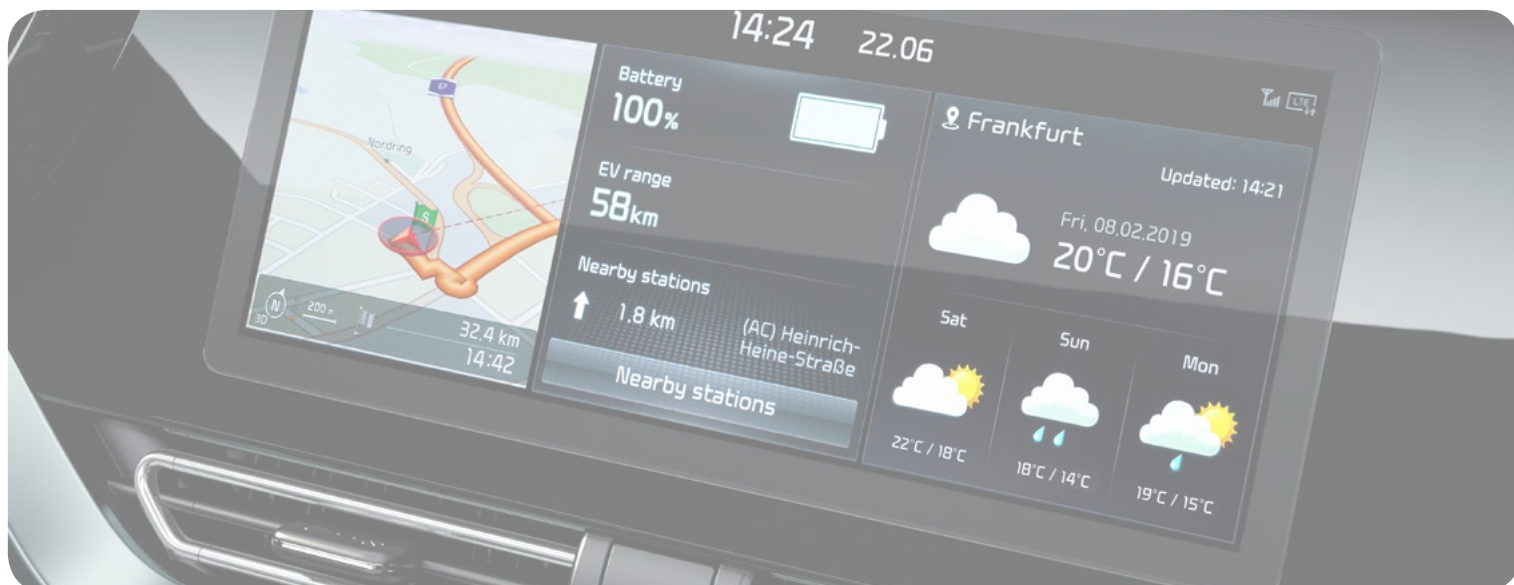 14:24 22.06
67
Nordring
S
N
3D
200 m
32.4 km
14:42
Battery
100%
EV range
58km
Nearby stations
1.8 km
(AC) Heinrich-
Heine-Straße
Nearby stations
LTE
Frankfurt
Updated: 14:21
Fri, 08.02.2019
20°C / 16°C
Sat
22°C / 18°C
Sun
18°C / 14°C
Mon
19°C / 15°C